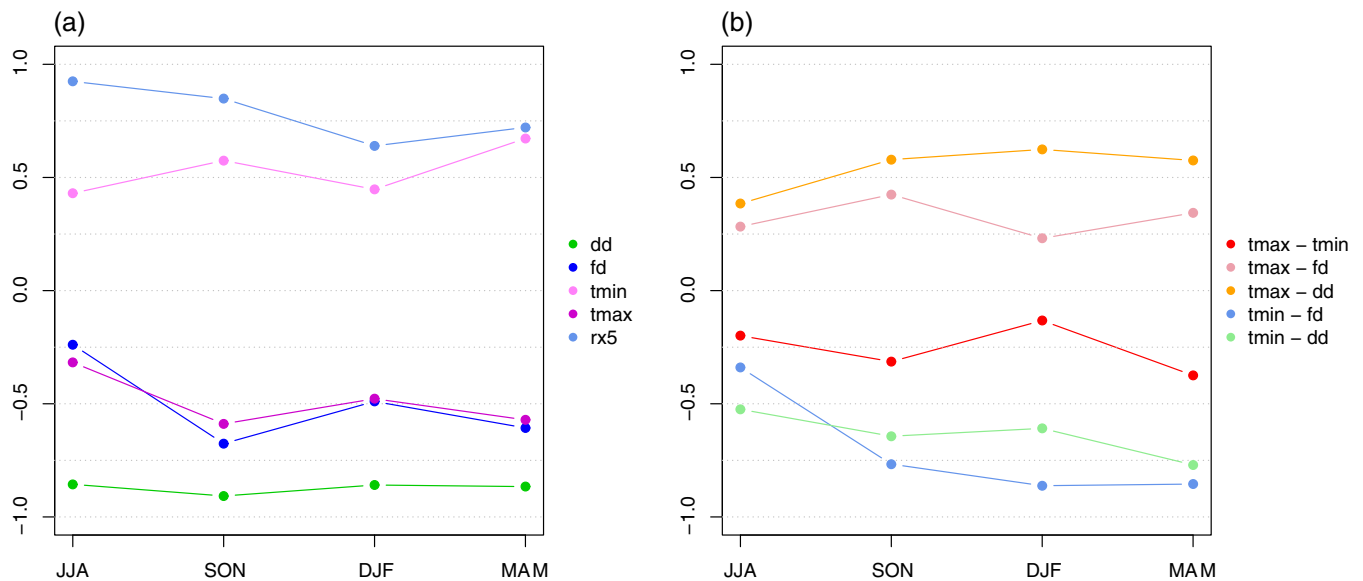 (a)
1.0
0.5
0.0
−0.5
−1.0
JJA
SON
DJF
MAM
dd
fd
tmin
tmax
rx5
(b)
1.0
0.5
0.0
−0.5
−1.0
JJA
SON
DJF
MAM
tmax − tmin
tmax − fd
tmax − dd
tmin − fd
tmin − dd